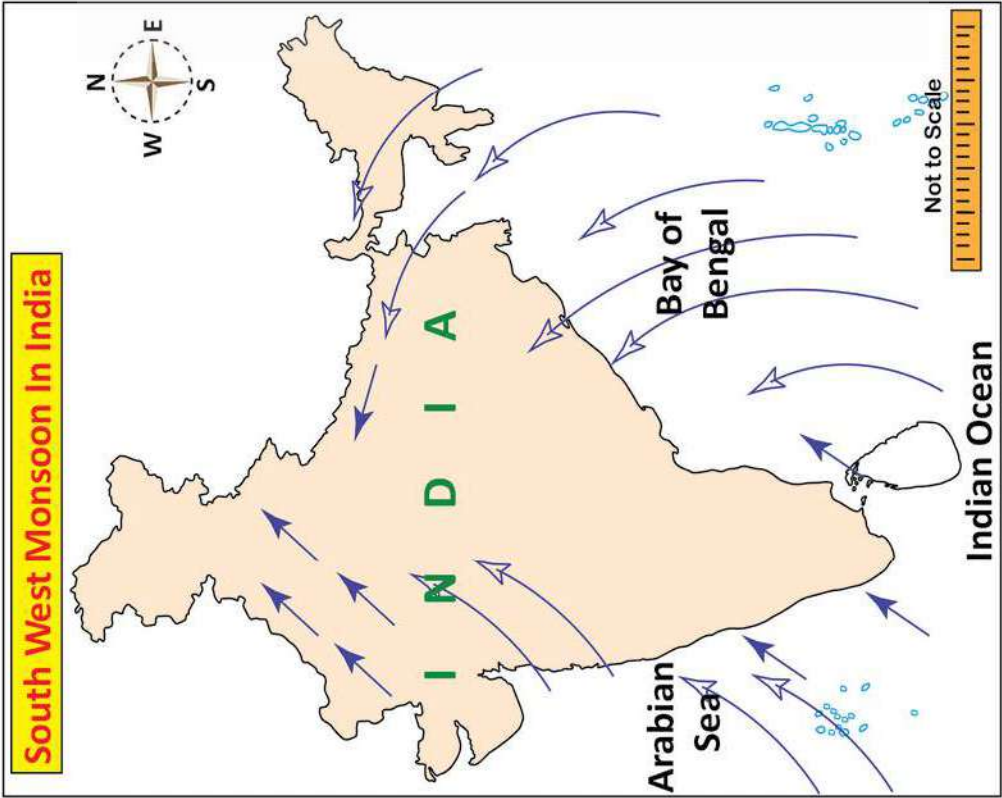 South West Monsoon In India
N
W
E
S
I N D I A
Arabian
Sea
Bay of
Bengal
Indian Ocean
Not to Scale